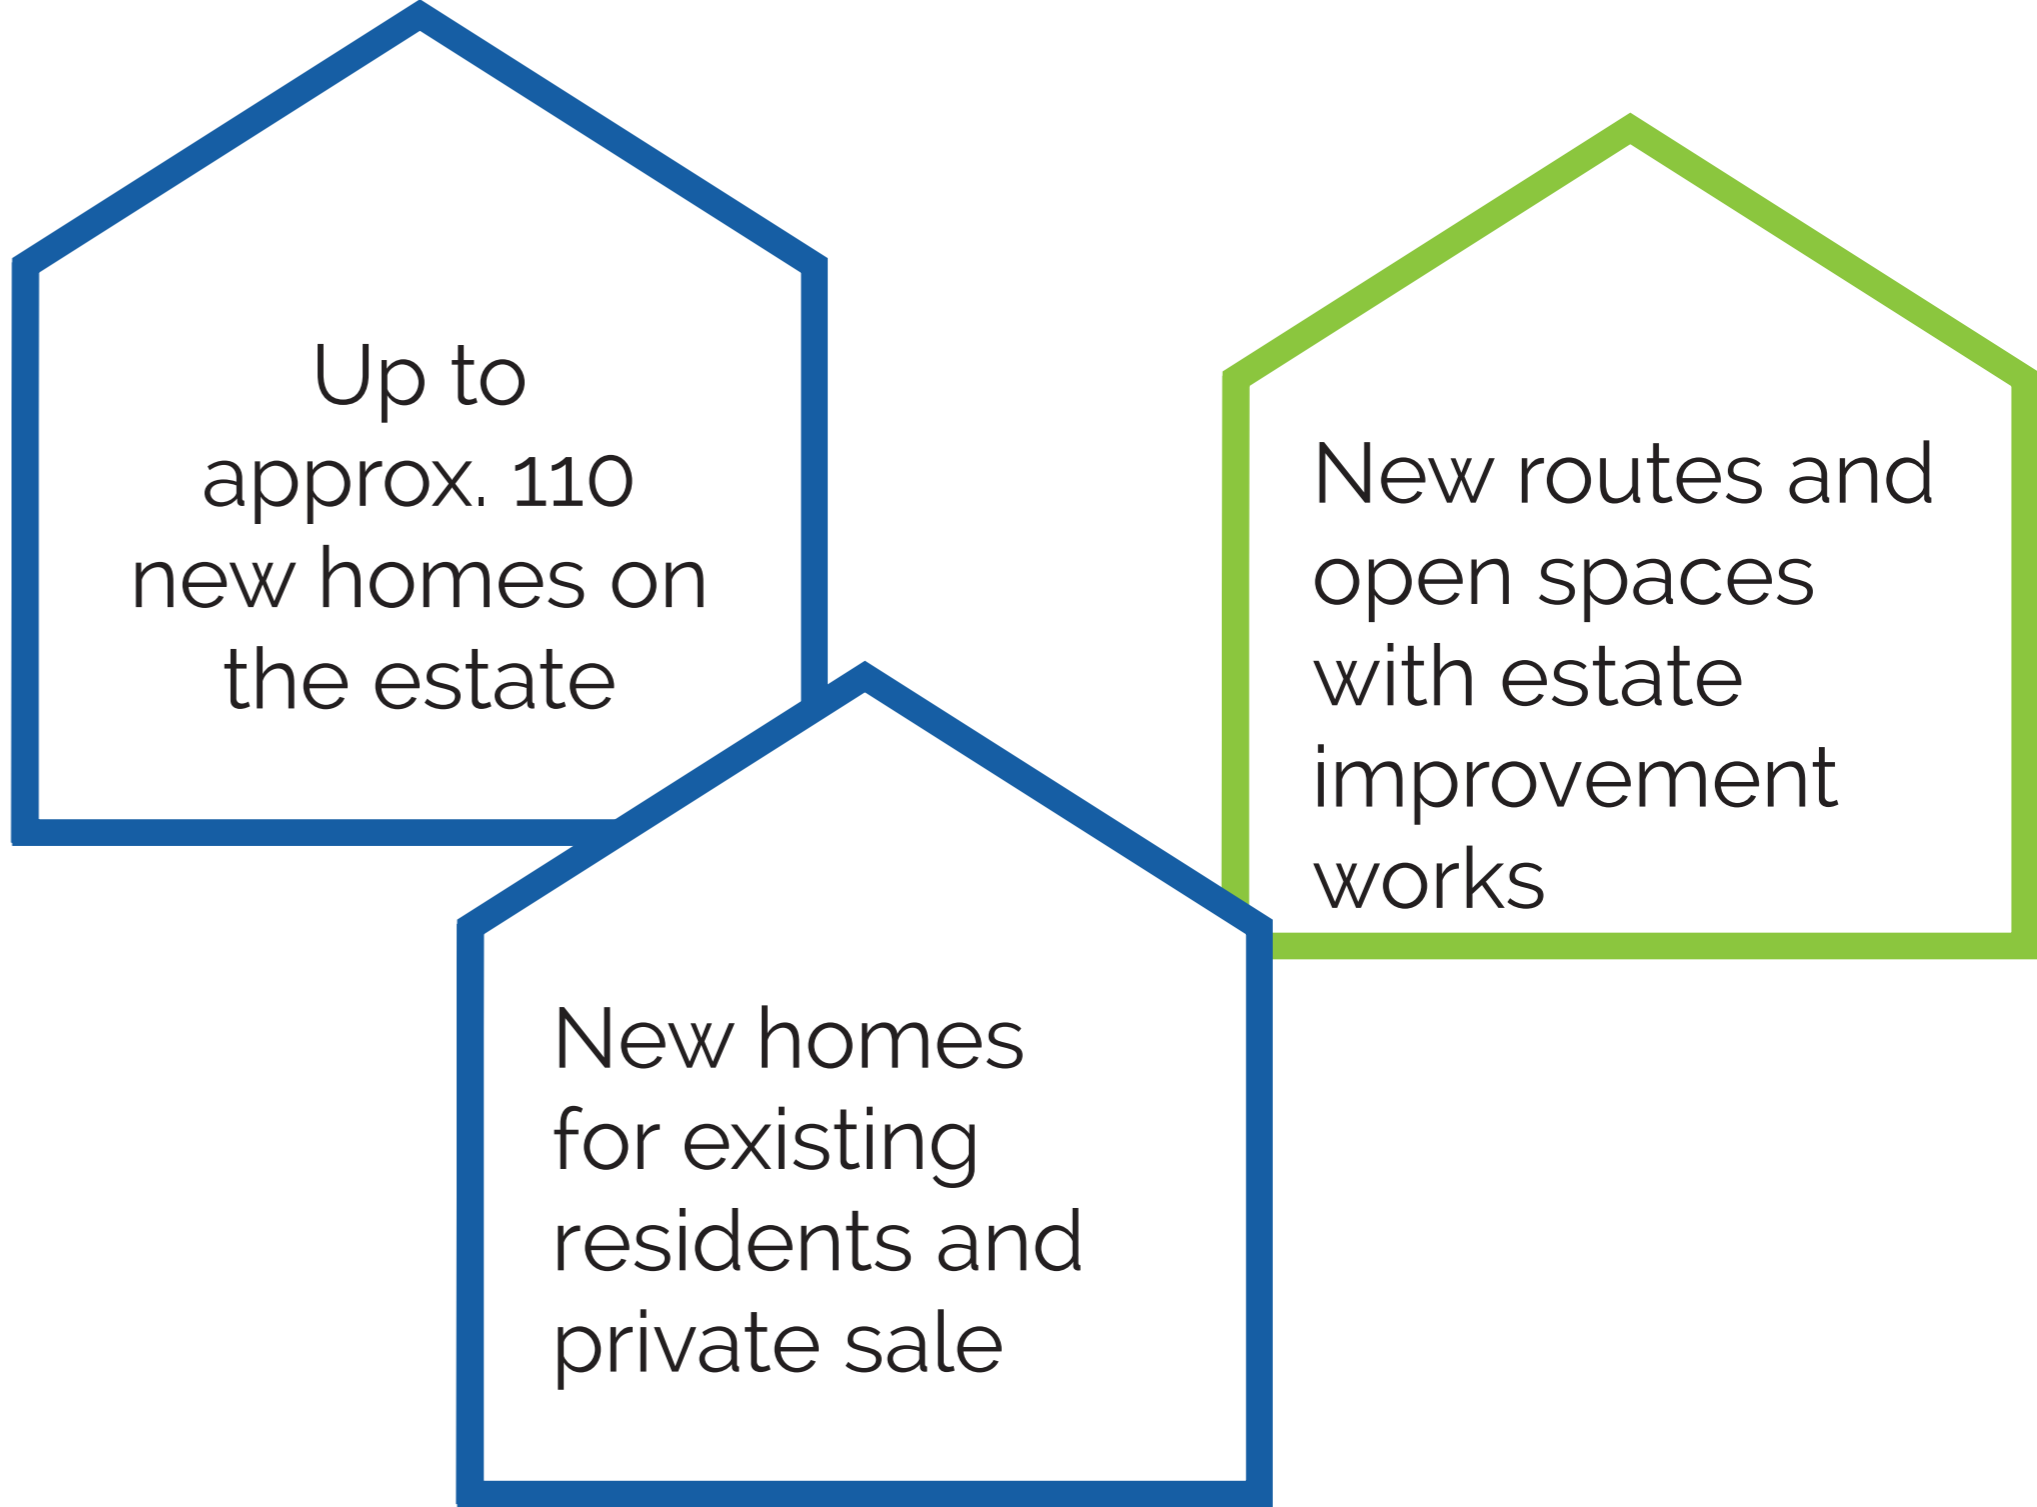 Up to
approx. 110
new homes on
the estate
New routes and
open spaces
with estate
improvement
works
New homes
for existing
residents and
private sale